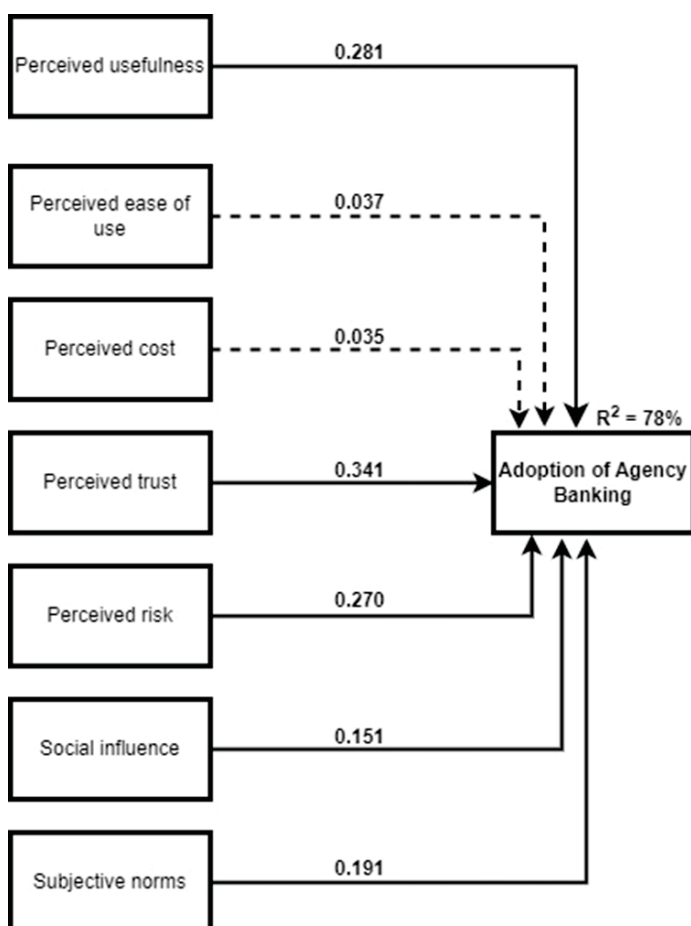 Perceived usefulness
0.281
Perceived ease of
use
0.037
Perceived cost
0.035
R² = 78%
Perceived trust
0.341
Adoption of Agency
Banking
Perceived risk
0.270
Social influence
0.151
Subjective norms
0.191